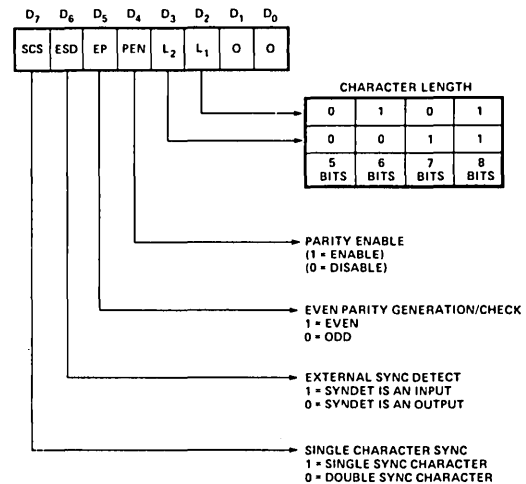 D7 D6 D5 D4 D3 D2 D1 D0
SCS ESD EP PEN L2 L1 0 0
CHARACTER LENGTH
0 1 0 1
0 0 1 1
5 BITS 6 BITS 7 BITS 8 BITS
PARITY ENABLE
(1 = ENABLE)
(0 = DISABLE)
EVEN PARITY GENERATION/CHECK
1 = EVEN
0 = ODD
EXTERNAL SYNC DETECT
1 = SYNDET IS AN INPUT
0 = SYNDET IS AN OUTPUT
SINGLE CHARACTER SYNC
1 = SINGLE SYNC CHARACTER
0 = DOUBLE SYNC CHARACTER